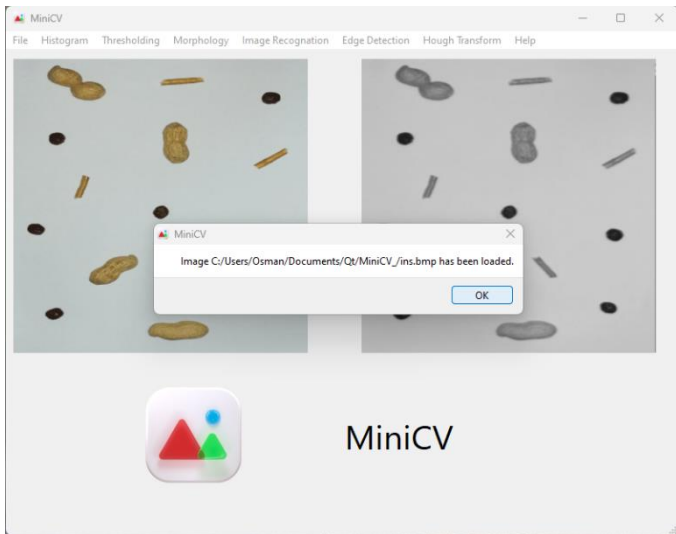 MiniCV
File Histogram Thresholding Morphology Image Recognation Edge Detection Hough Transform Help
MiniCV
Image C:/Users/Osman/Documents/Qt/MiniCV_/ins.bmp has been loaded.
OK
MiniCV